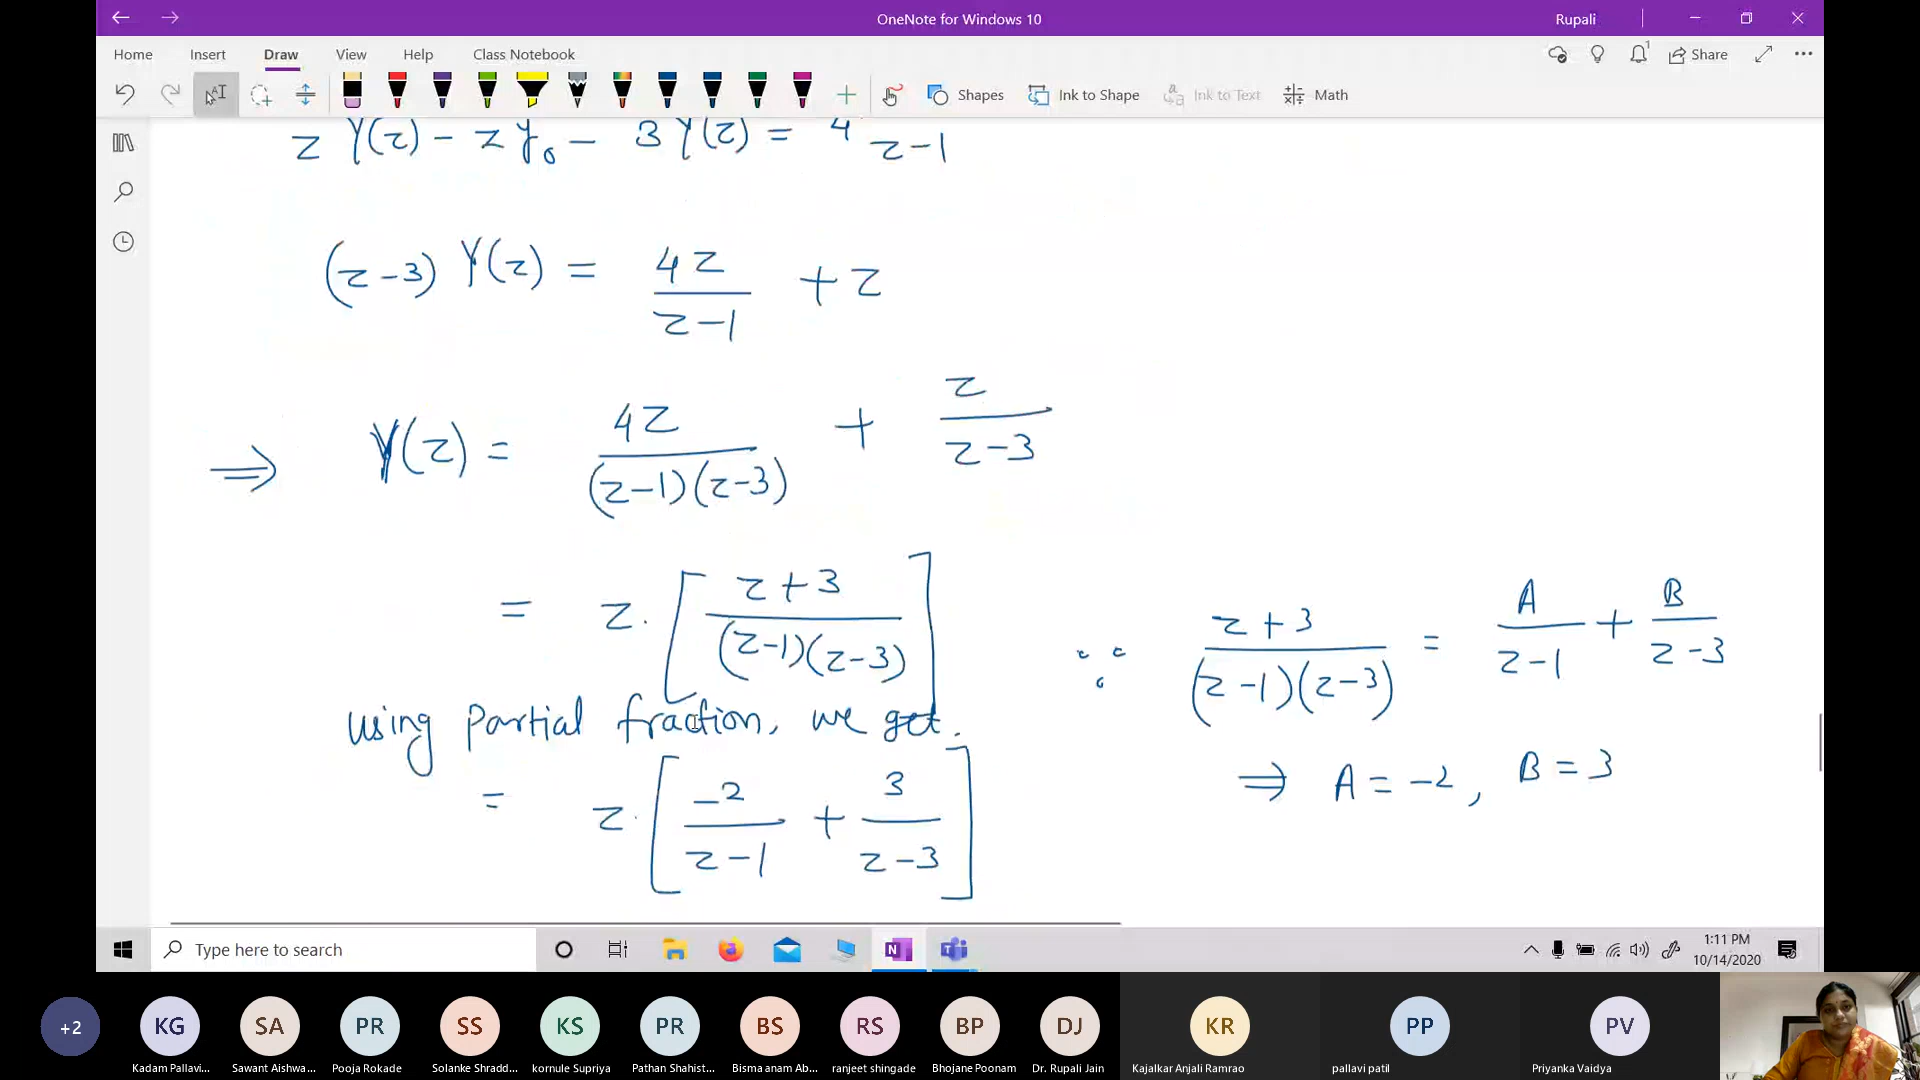 OneNote for Windows 10
Rupali
Home Insert Draw View Help Class Notebook
Share
Shapes Ink to Shape Ink to Text Math
z Y(z) - z y₀ - 3 Y(z) = 4 z-1
(z-3) Y(z) = 4z / z-1 + z
⇒ Y(z) = 4z / (z-1)(z-3) + z / z-3
= z. [ z+3 / (z-1)(z-3) ]
∵ z+3 / (z-1)(z-3) = A / z-1 + B / z-3
using Partial fraction, we get.
⇒ A = -2, B = 3
= z. [ -2 / z-1 + 3 / z-3 ]
Type here to search
1:11 PM
10/14/2020
+2 KG SA PR SS KS PR BS RS BP DJ KR PP PV
Kadam Pallavi... Sawant Aishwa... Pooja Rokade Solanke Shradd... kornule Supriya Pathan Shahist... Bisma anam Ab... ranjeet shingade Bhojane Poonam Dr. Rupali Jain Kajalkar Anjali Ramrao pallavi patil Priyanka Vaidya